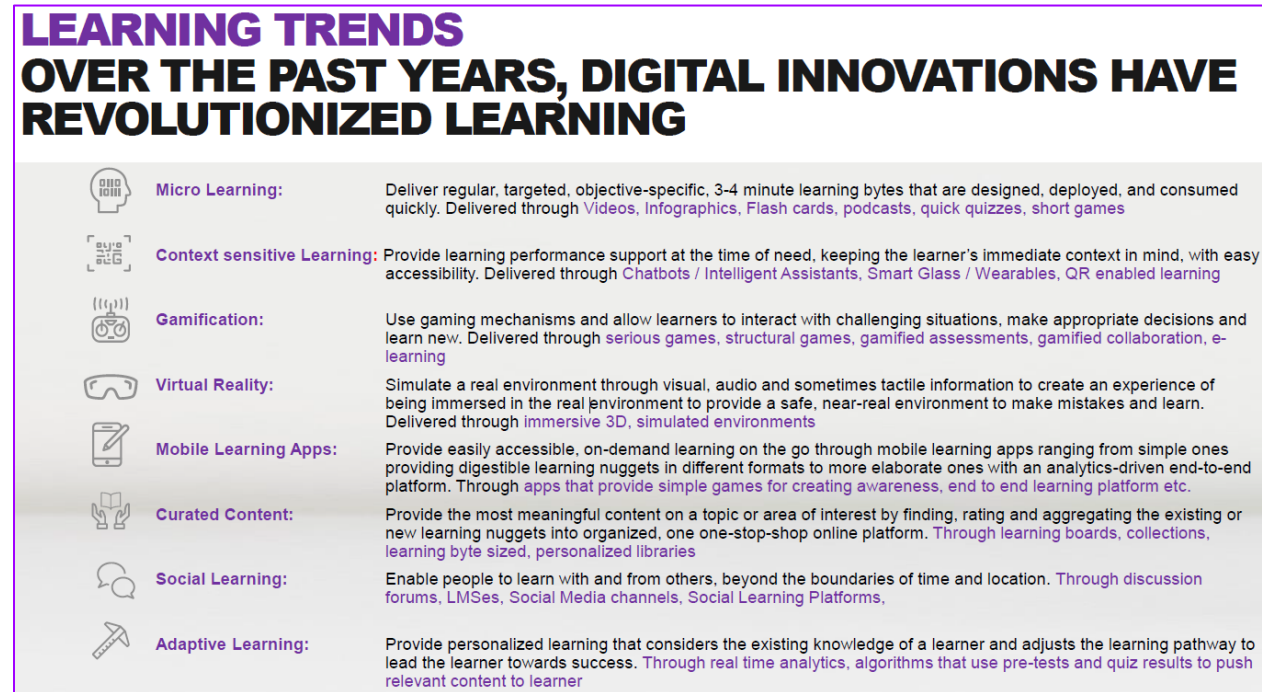 LEARNING TRENDS
OVER THE PAST YEARS, DIGITAL INNOVATIONS HAVE
REVOLUTIONIZED LEARNING
Micro Learning: Deliver regular, targeted, objective-specific, 3-4 minute learning bytes that are designed, deployed, and consumed
quickly. Delivered through Videos, Infographics, Flash cards, podcasts, quick quizzes, short games
Context sensitive Learning: Provide learning performance support at the time of need, keeping the learner's immediate context in mind, with easy
accessibility. Delivered through Chatbots / Intelligent Assistants, Smart Glass / Wearables, QR enabled learning
Gamification: Use gaming mechanisms and allow learners to interact with challenging situations, make appropriate decisions and
learn new. Delivered through serious games, structural games, gamified assessments, gamified collaboration, e-
learning
Virtual Reality: Simulate a real environment through visual, audio and sometimes tactile information to create an experience of
being immersed in the real environment to provide a safe, near-real environment to make mistakes and learn.
Delivered through immersive 3D, simulated environments
Mobile Learning Apps: Provide easily accessible, on-demand learning on the go through mobile learning apps ranging from simple ones
providing digestible learning nuggets in different formats to more elaborate ones with an analytics-driven end-to-end
platform. Through apps that provide simple games for creating awareness, end to end learning platform etc.
Curated Content: Provide the most meaningful content on a topic or area of interest by finding, rating and aggregating the existing or
new learning nuggets into organized, one one-stop-shop online platform. Through learning boards, collections,
learning byte sized, personalized libraries
Social Learning: Enable people to learn with and from others, beyond the boundaries of time and location. Through discussion
forums, LMSes, Social Media channels, Social Learning Platforms,
Adaptive Learning: Provide personalized learning that considers the existing knowledge of a learner and adjusts the learning pathway to
lead the learner towards success. Through real time analytics, algorithms that use pre-tests and quiz results to push
relevant content to learner